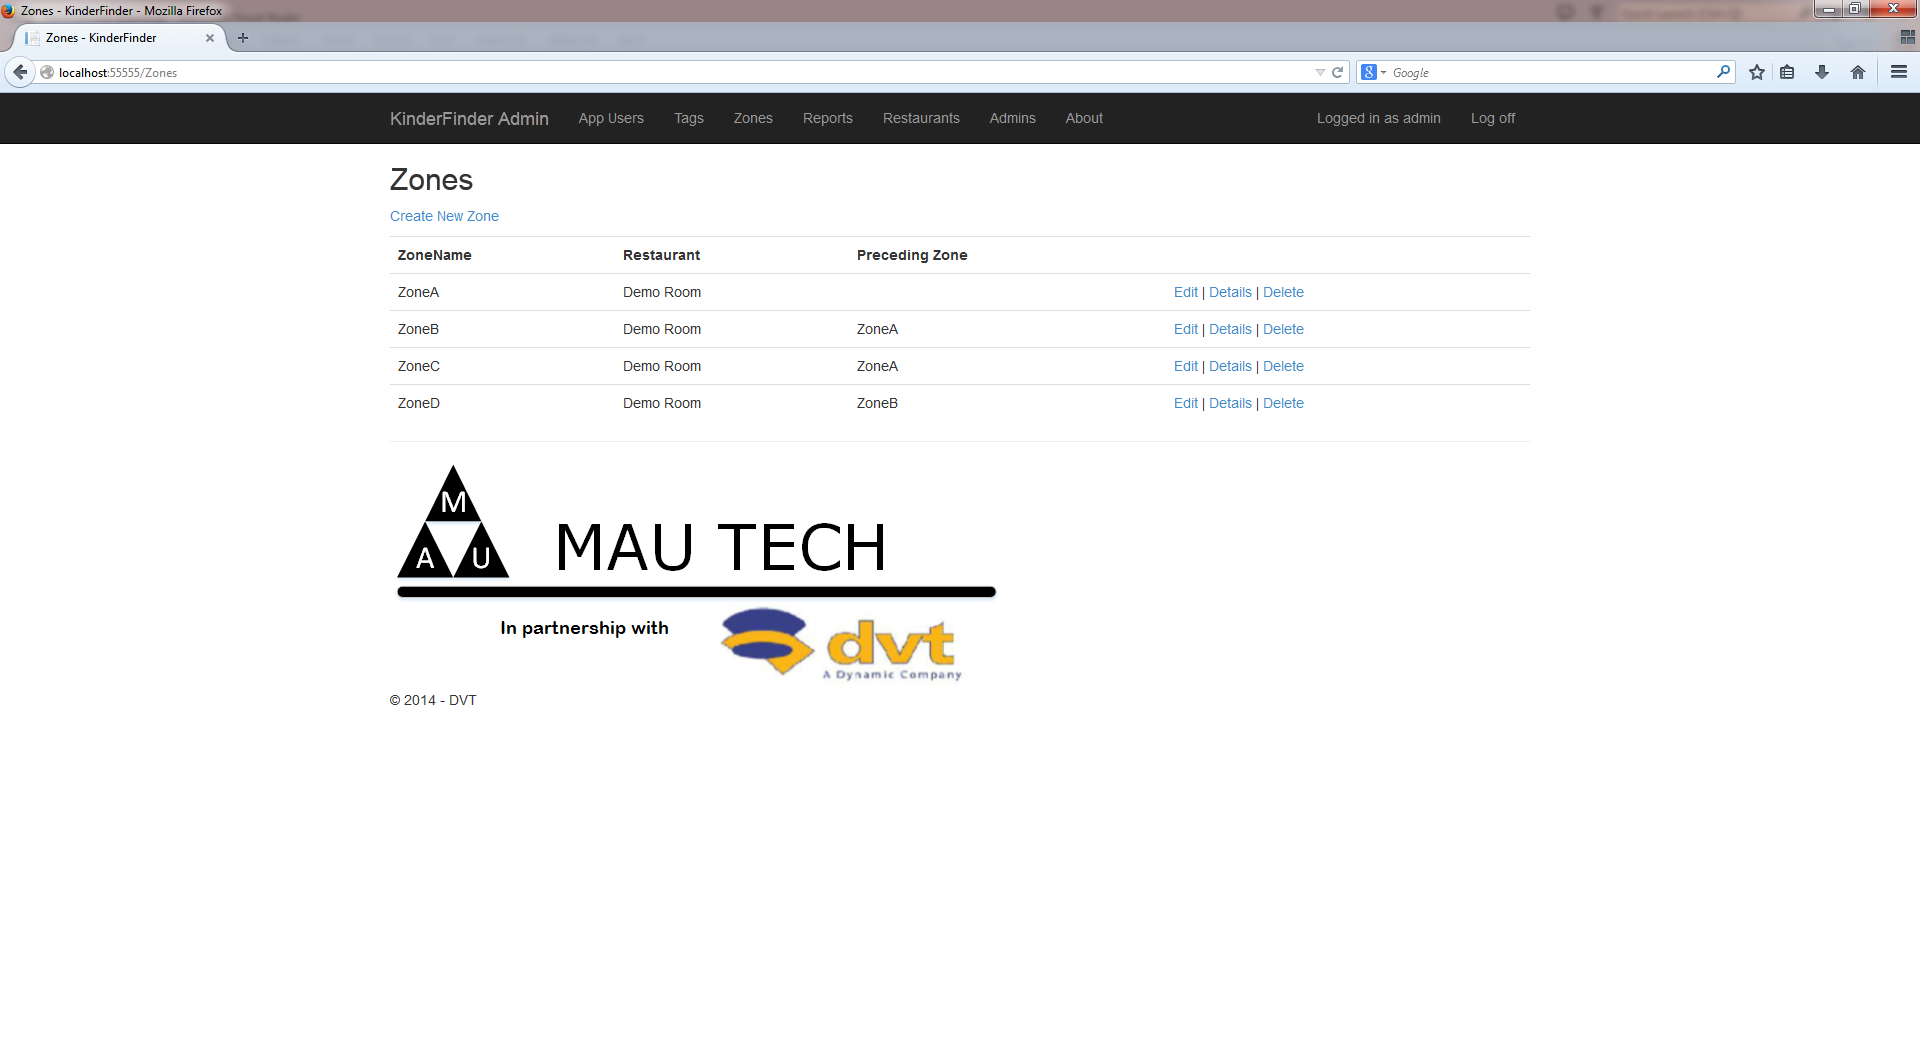 Zones - KinderFinder - Mozilla Firefox
Zones - KinderFinder
localhost:55555/Zones
8 Google
KinderFinder Admin App Users Tags Zones Reports Restaurants Admins About Logged in as admin Log off
Zones
Create New Zone
ZoneName Restaurant Preceding Zone
ZoneA Demo Room Edit | Details | Delete
ZoneB Demo Room ZoneA Edit | Details | Delete
ZoneC Demo Room ZoneA Edit | Details | Delete
ZoneD Demo Room ZoneB Edit | Details | Delete
M
A U
MAU TECH
In partnership with
dvt
A Dynamic Company
© 2014 - DVT